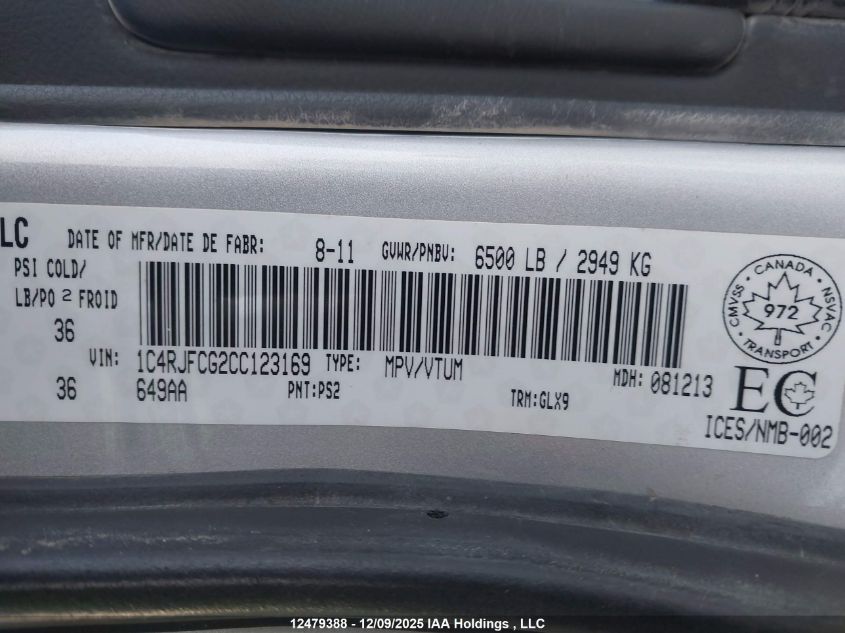 LC DATE OF MFR/DATE DE FABR: 8-11 GVWR/PNBV: 6500 LB / 2949 KG
PSI COLD/
LB/PO 2 FROID
36
VIN: 1C4RJFCG2CC123169 TYPE: MPV/VTUM MDH: 081213
36 649AA PNT:PS2 TRM:GLX9
CANADA
CMVSS NSVAC
972
TRANSPORT
EC
ICES/NMB-002
12479388 - 12/09/2025 IAA Holdings , LLC